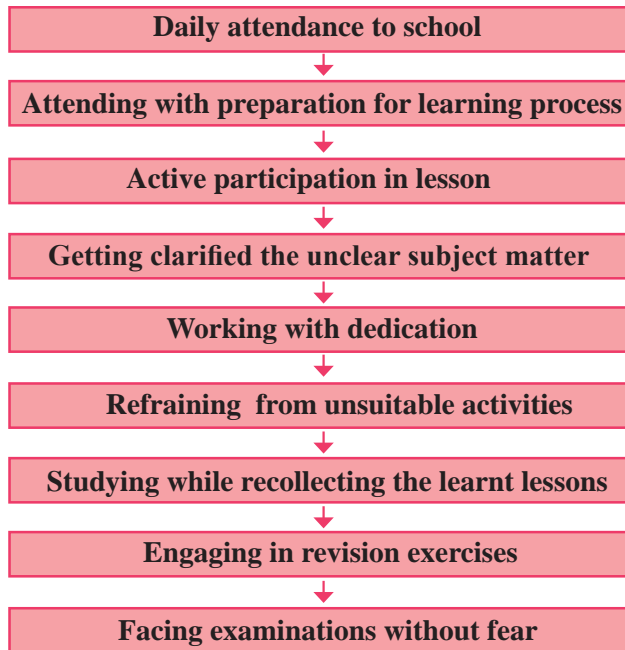 Daily attendance to school
Attending with preparation for learning process
Active participation in lesson
Getting clarified the unclear subject matter
Working with dedication
Refraining from unsuitable activities
Studying while recollecting the learnt lessons
Engaging in revision exercises
Facing examinations without fear